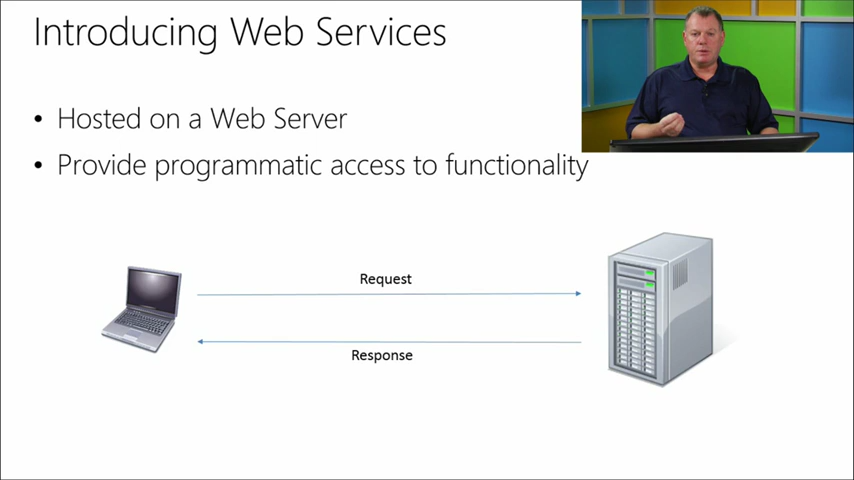 Introducing Web Services
• Hosted on a Web Server
• Provide programmatic access to functionality
Request
Response